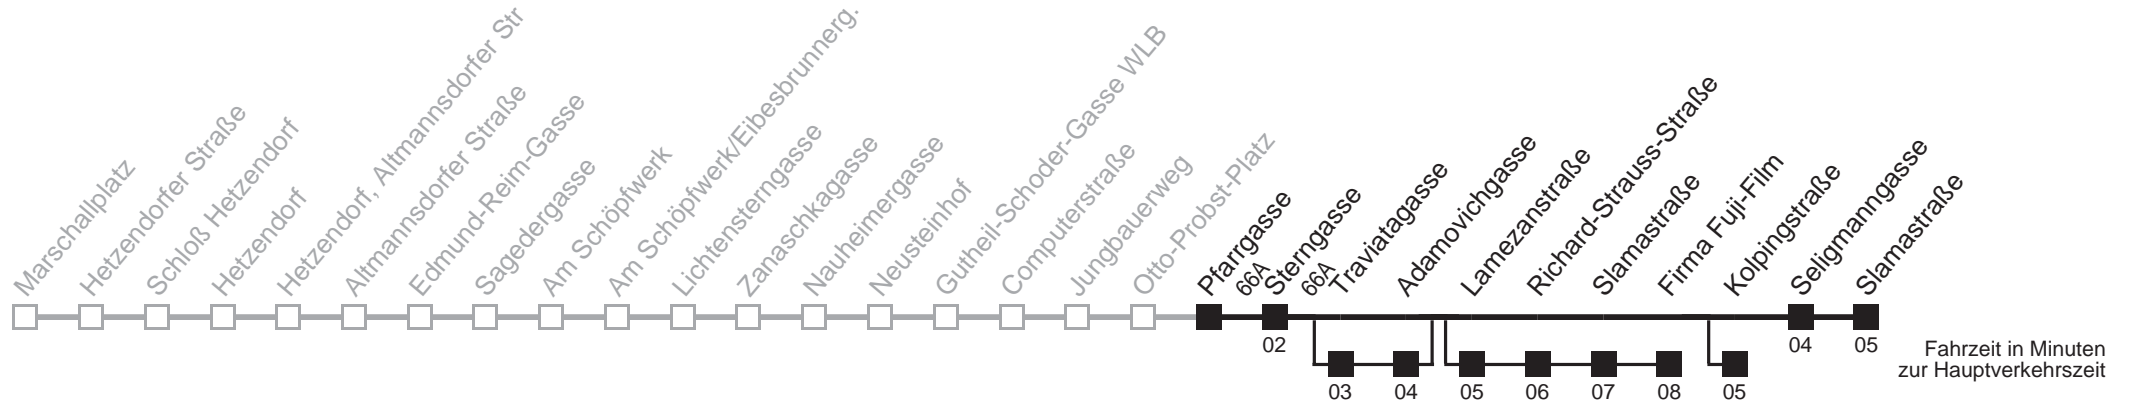 Marschallplatz
Hetzendorfer Straße
Schloß Hetzendorf
Hetzendorf
Hetzendorf, Altmannsdorfer Str
Altmannsdorfer Straße
Edmund-Reim-Gasse
Sagedergasse
Am Schöpfwerk
Am Schöpfwerk/Eibesbrunnerg.
Lichtensterngasse
Zanaschkagasse
Nauheimergasse
Neusteinhof
Gutheil-Schoder-Gasse WLB
Computerstraße
Jungbauerweg
Otto-Probst-Platz
Pfarrgasse
66A
Sterngasse
66A
Traviatagasse
Adamovichgasse
Lamezanstraße
Richard-Strauss-Straße
Slamastraße
Firma Fuji-Film
Kolpingstraße
Seligmanngasse
Slamastraße
02
04
05
03
04
05
06
07
08
05
Fahrzeit in Minuten
zur Hauptverkehrszeit